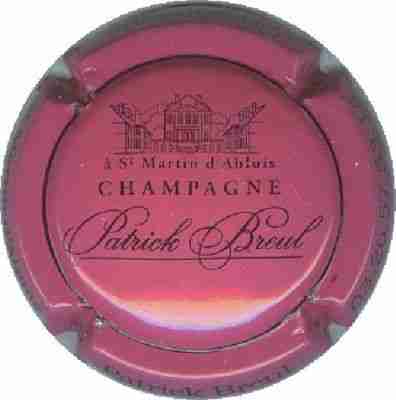 à St Martin d'Ablois
CHAMPAGNE
Patrick Breul
Patrick Breul